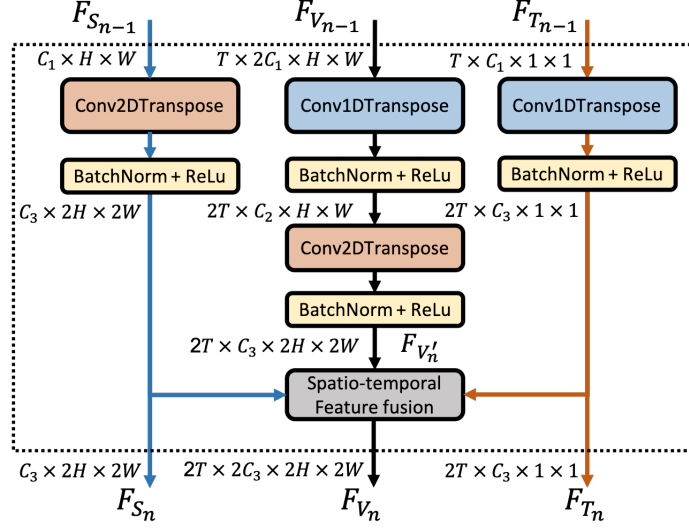 F_{S_{n-1}} F_{V_{n-1}} F_{T_{n-1}}
C_1 × H × W T × 2C_1 × H × W T × C_1 × 1 × 1
Conv2DTranspose Conv1DTranspose Conv1DTranspose
BatchNorm + ReLu BatchNorm + ReLu BatchNorm + ReLu
C_3 × 2H × 2W 2T × C_2 × H × W 2T × C_3 × 1 × 1
Conv2DTranspose
BatchNorm + ReLu
2T × C_3 × 2H × 2W F_{V_n'}
Spatio-temporal
Feature fusion
C_3 × 2H × 2W 2T × 2C_3 × 2H × 2W 2T × C_3 × 1 × 1
F_{S_n} F_{V_n} F_{T_n}